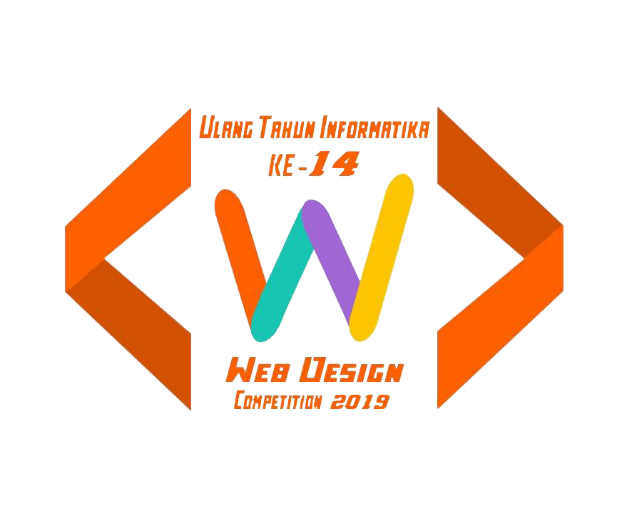 Ulang Tahun Informatika
KE-14
W
Web Design
Competition 2019